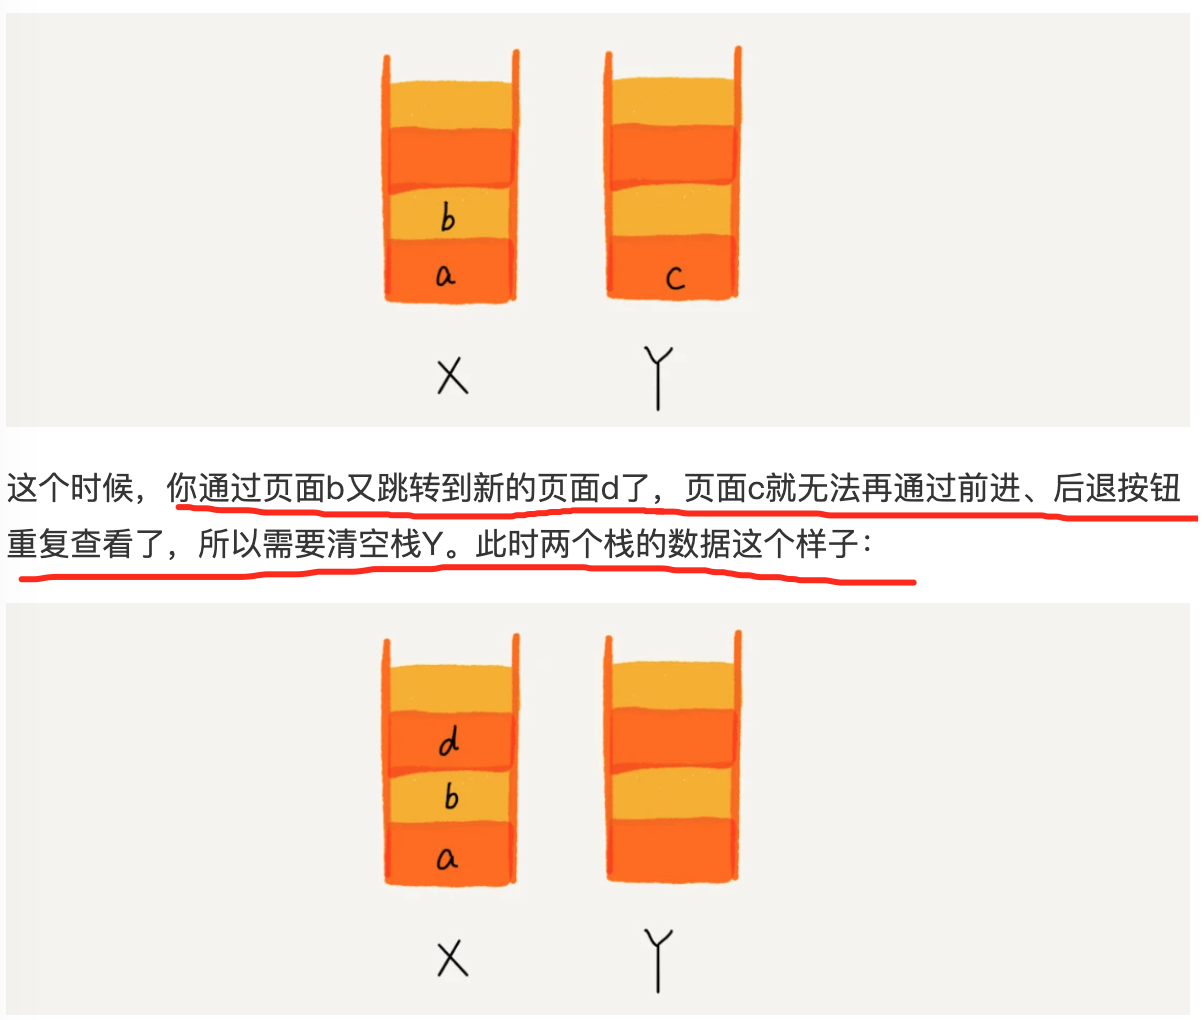 b
a
c
X
Y
这个时候，你通过页面b又跳转到新的页面d了，页面c就无法再通过前进、后退按钮
重复查看了，所以需要清空栈Y。此时两个栈的数据这个样子：
d
b
a
X
Y